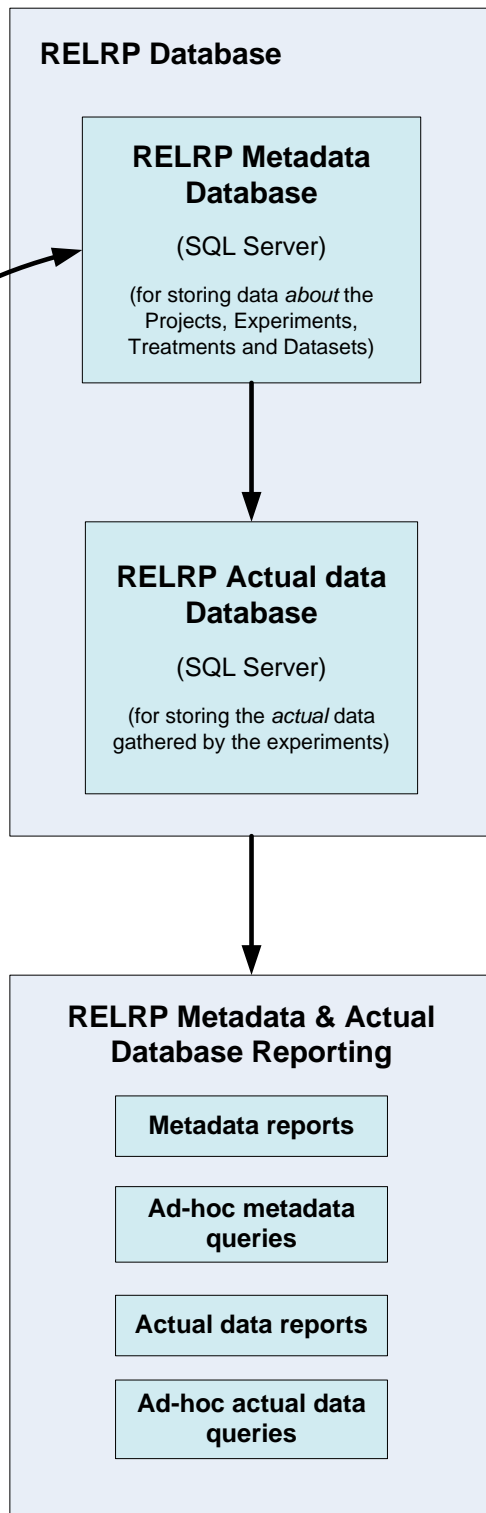 RELRP Database
RELRP Metadata
Database
(SQL Server)
(for storing data about the
Projects, Experiments,
Treatments and Datasets)
RELRP Actual data
Database
(SQL Server)
(for storing the actual data
gathered by the experiments)
RELRP Metadata & Actual
Database Reporting
Metadata reports
Ad-hoc metadata
queries
Actual data reports
Ad-hoc actual data
queries